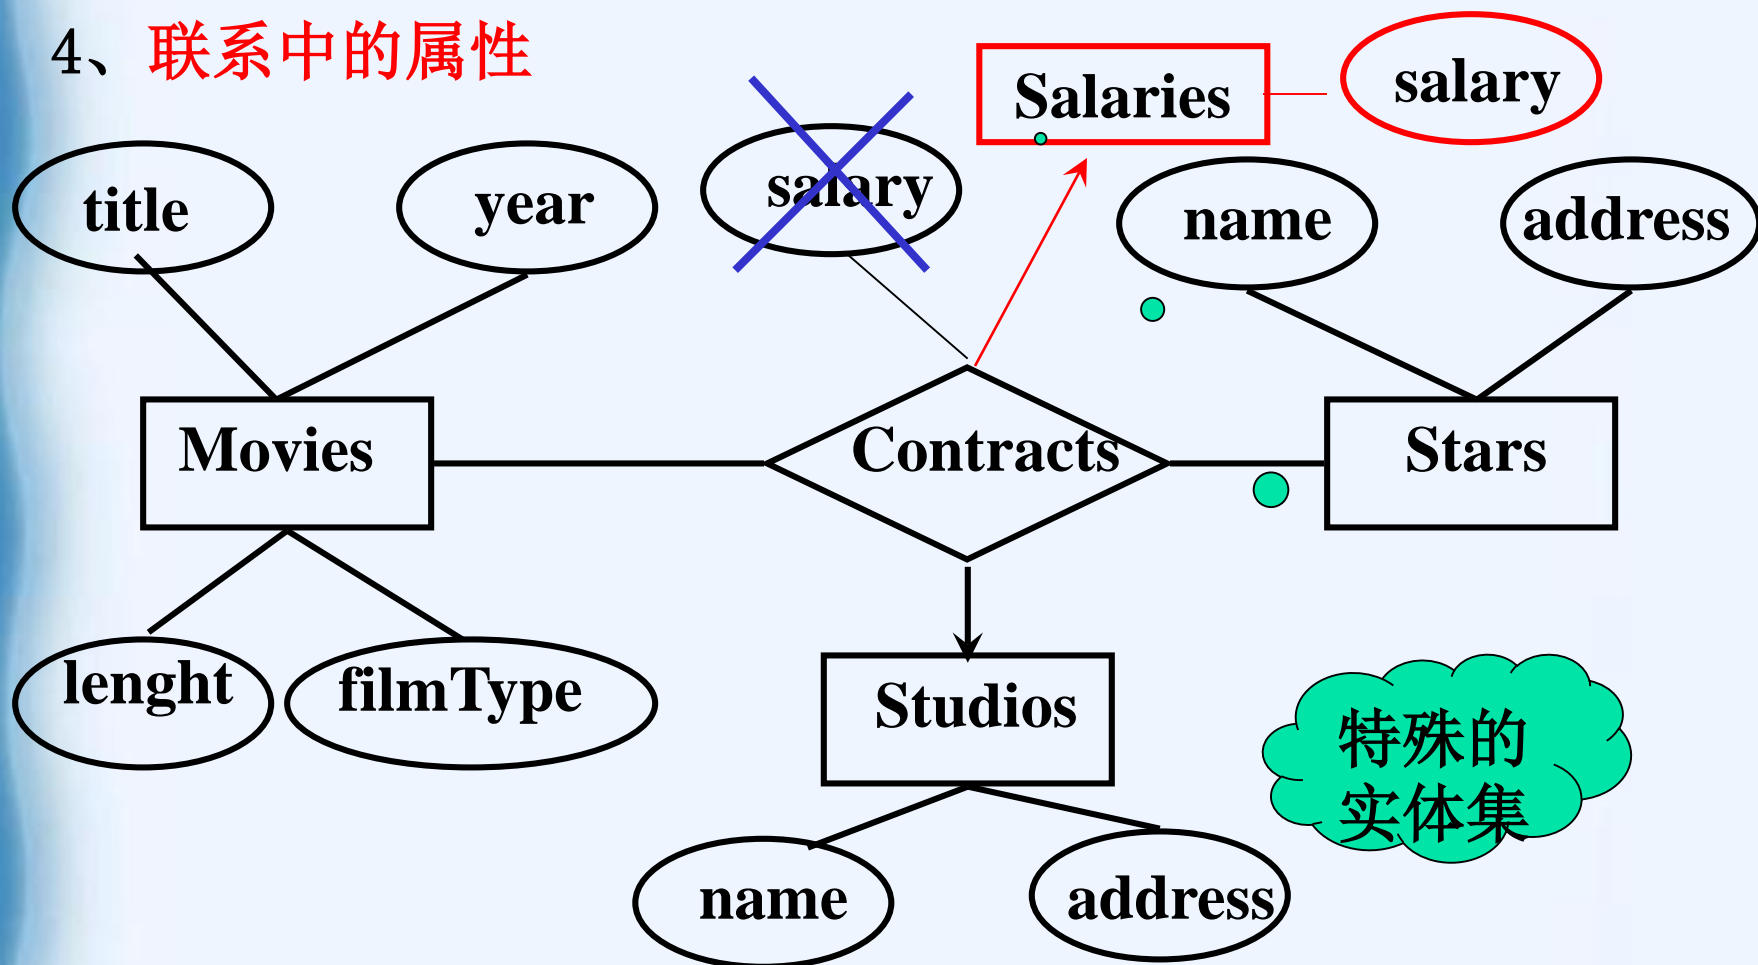 4、联系中的属性
Salaries
salary
salary
title
year
name
address
Movies
Contracts
Stars
lenght
filmType
Studios
特殊的
实体集
name
address